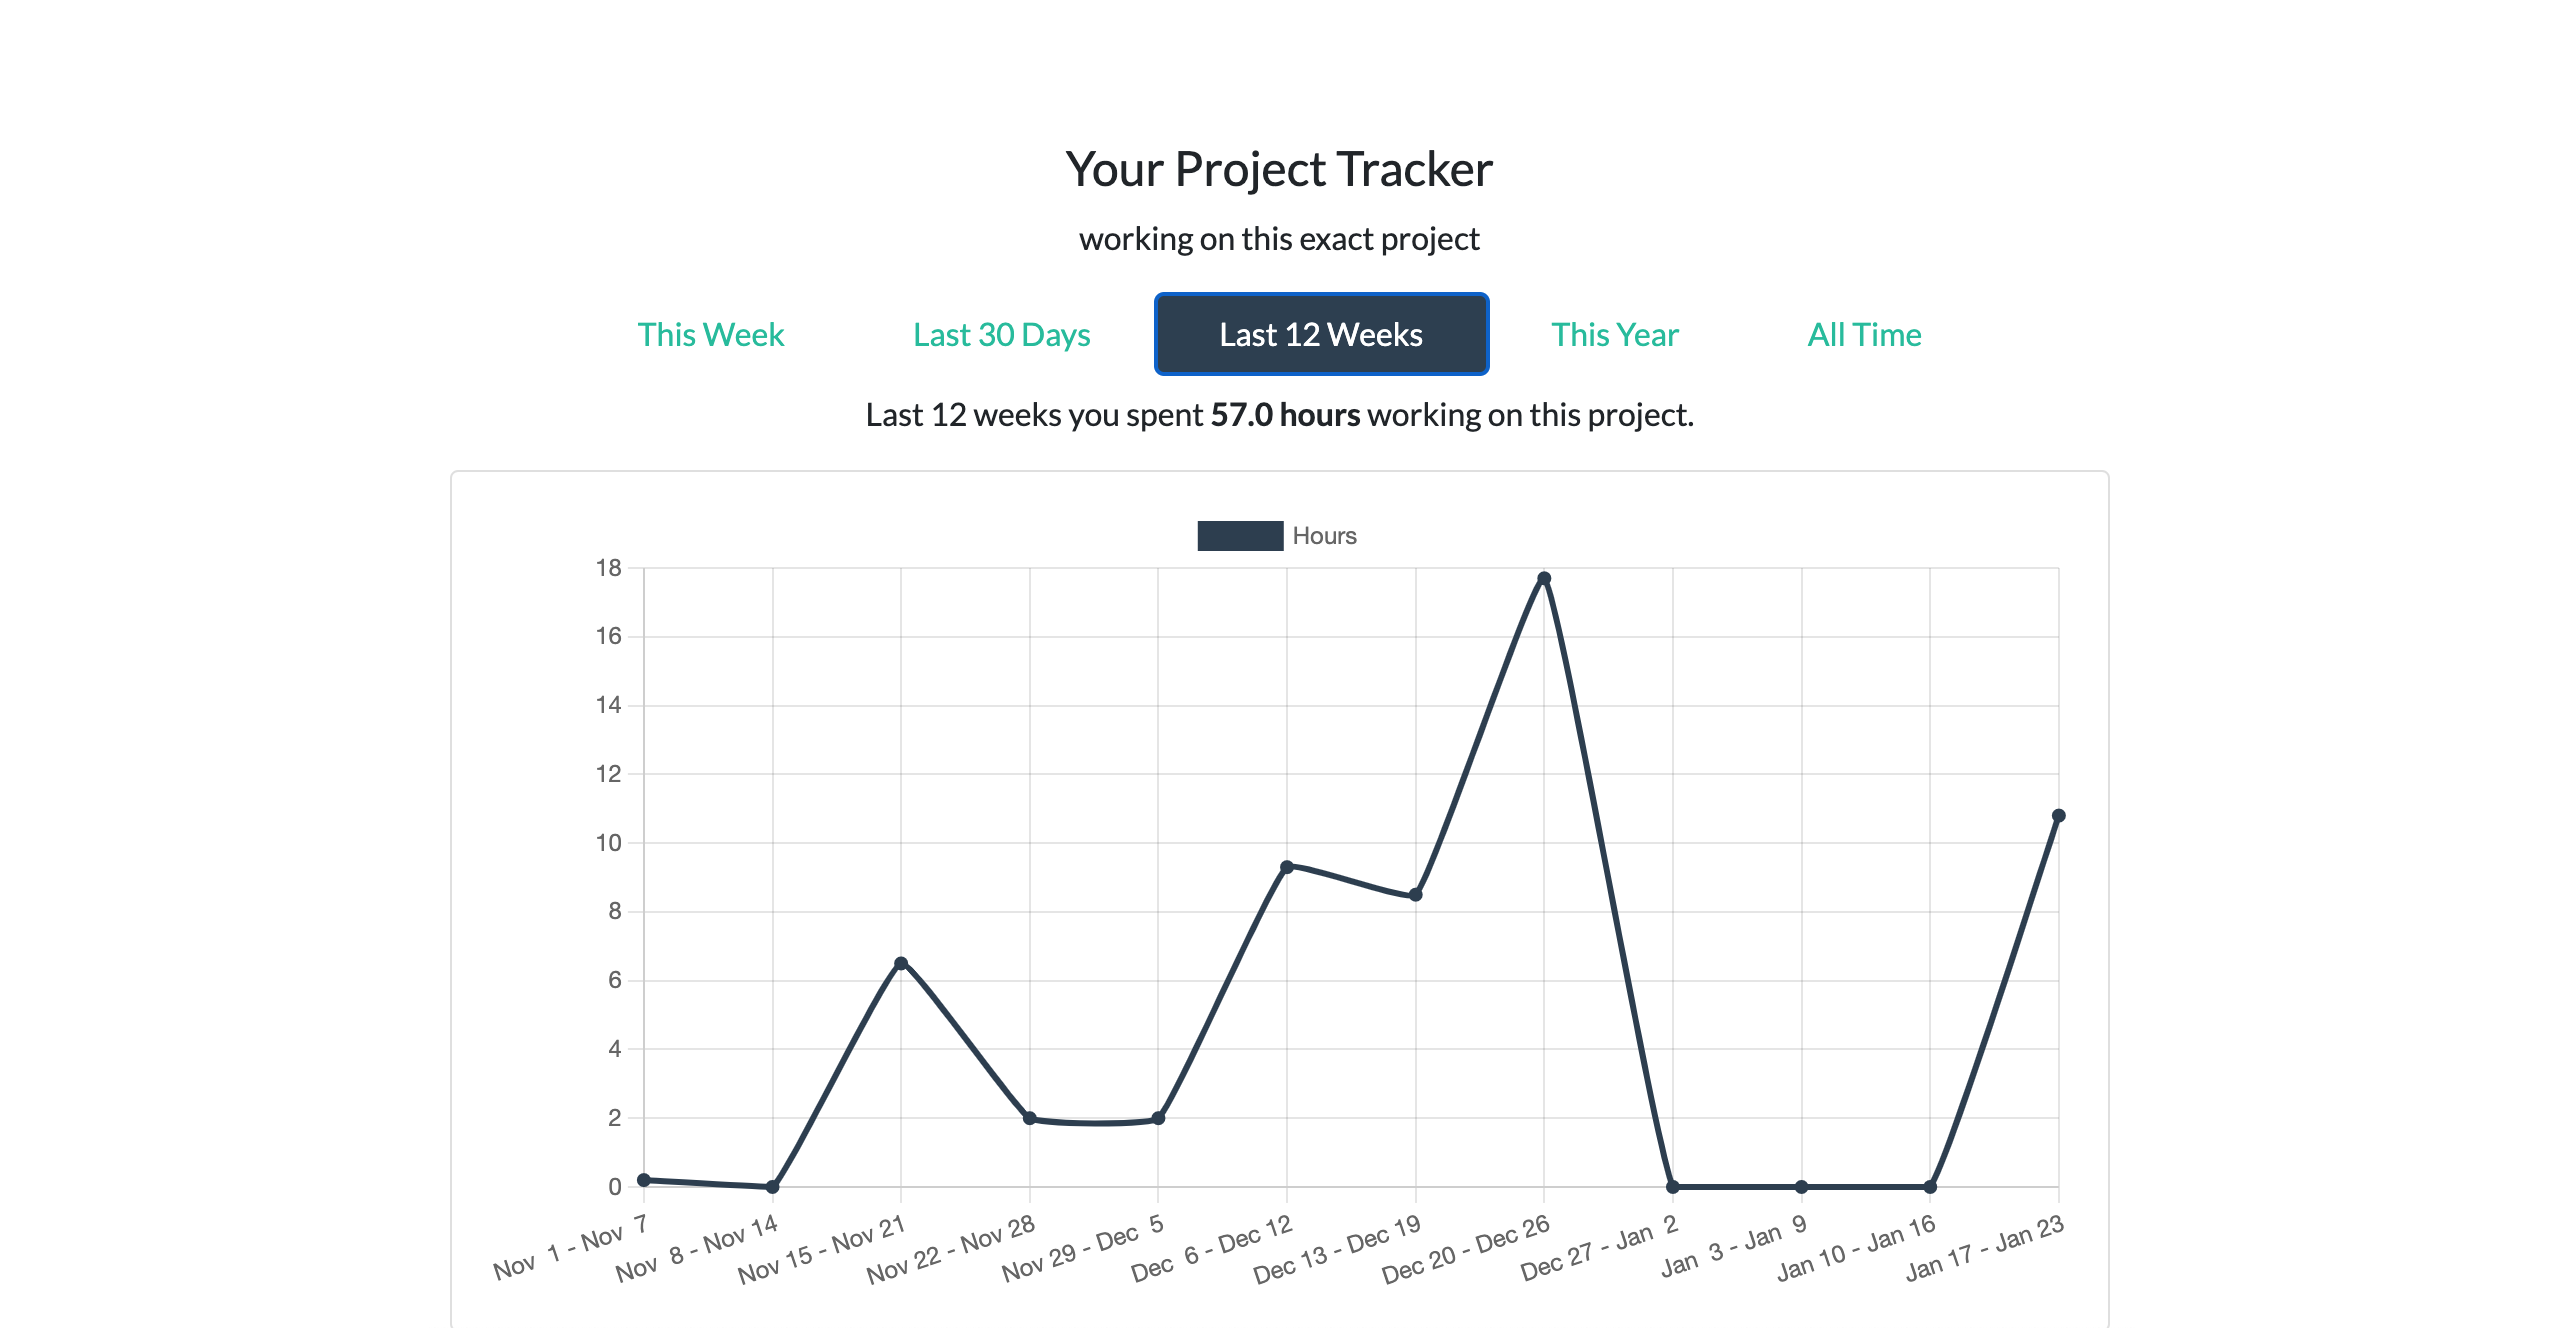 Your Project Tracker
working on this exact project
This Week Last 30 Days Last 12 Weeks This Year All Time
Last 12 weeks you spent 57.0 hours working on this project.
Hours
18
16
14
12
10
8
6
4
2
0
Nov 1 - Nov 7
Nov 8 - Nov 14
Nov 15 - Nov 21
Nov 22 - Nov 28
Nov 29 - Dec 5
Dec 6 - Dec 12
Dec 13 - Dec 19
Dec 20 - Dec 26
Dec 27 - Jan 2
Jan 3 - Jan 9
Jan 10 - Jan 16
Jan 17 - Jan 23